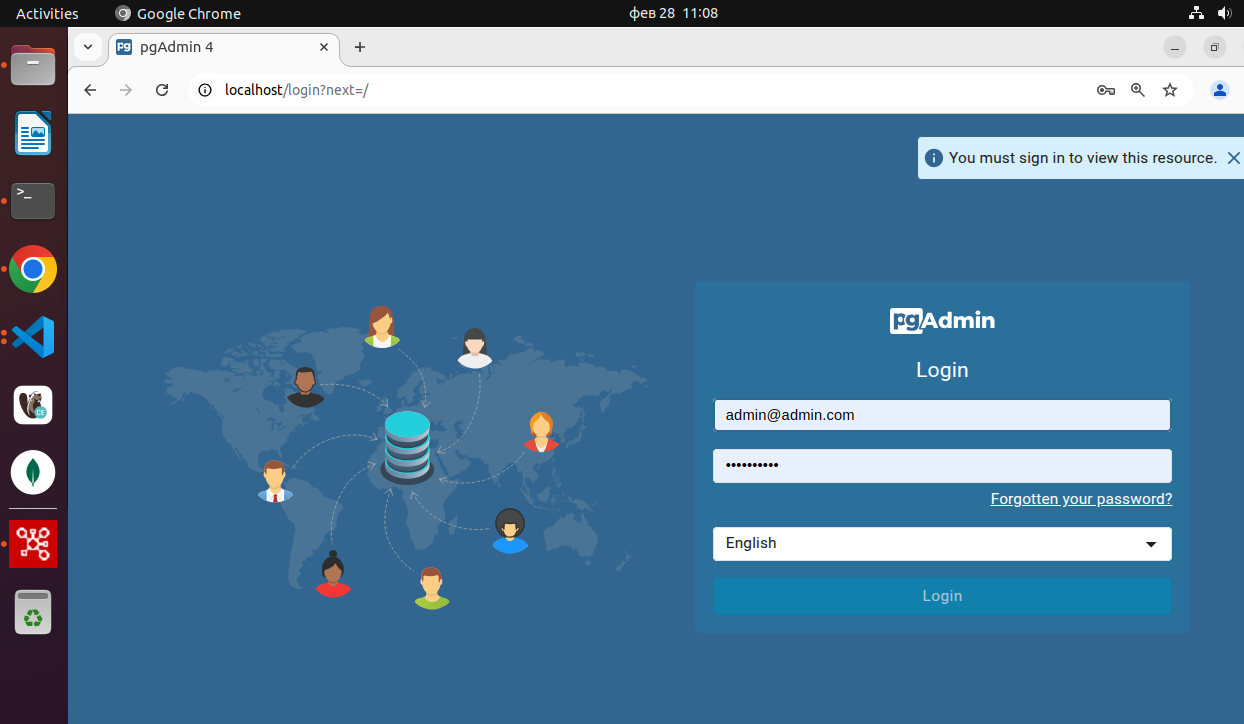 Activities
Google Chrome
фев 28 11:08
pgAdmin 4
localhost/login?next=/
You must sign in to view this resource.
pgAdmin
Login
admin@admin.com
••••••••••
Forgotten your password?
English
Login